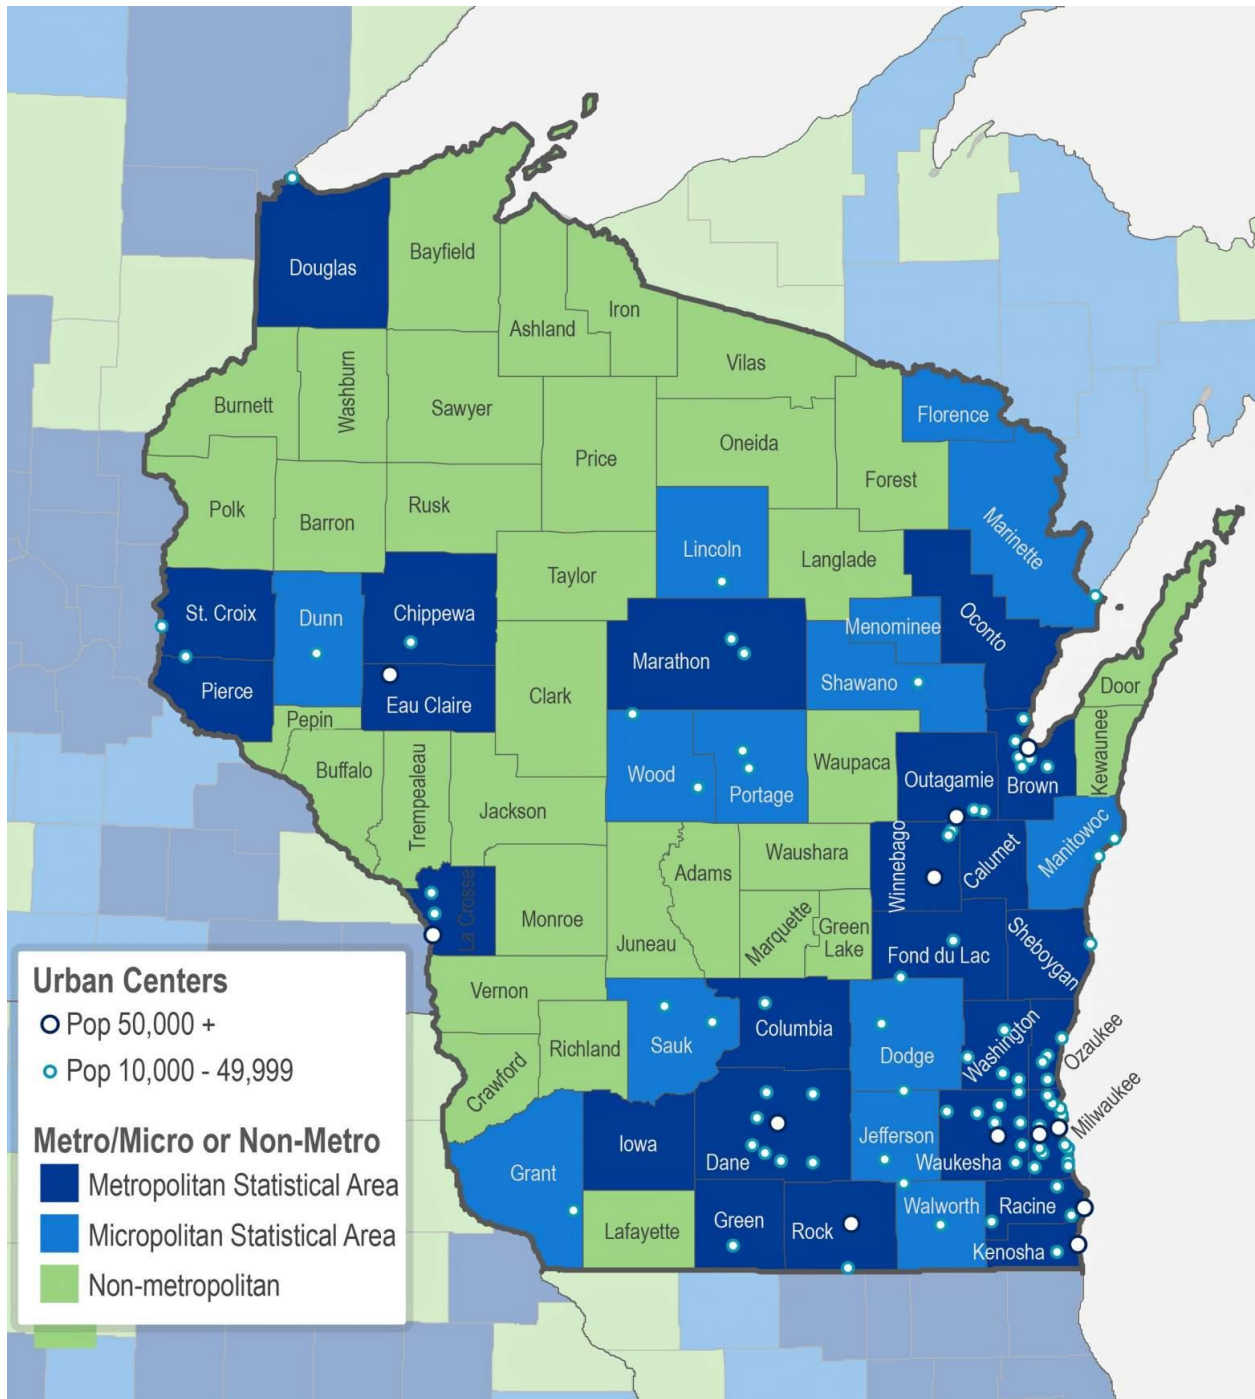 Douglas
Bayfield
Ashland
Iron
Vilas
Burnett
Washburn
Sawyer
Price
Oneida
Forest
Florence
Marinette
Polk
Barron
Rusk
Taylor
Lincoln
Langlade
Menominee
Oconto
St. Croix
Dunn
Chippewa
Marathon
Shawano
Pierce
Eau Claire
Clark
Door
Pepin
Buffalo
Trempealeau
Jackson
Wood
Portage
Waupaca
Outagamie
Brown
Kewaunee
Winnebago
Calumet
Manitowoc
La Crosse
Monroe
Juneau
Adams
Waushara
Marquette
Green
Lake
Fond du Lac
Sheboygan
Vernon
Crawford
Richland
Sauk
Columbia
Dodge
Washington
Ozaukee
Milwaukee
Grant
Iowa
Dane
Jefferson
Waukesha
Lafayette
Green
Rock
Walworth
Racine
Kenosha
Urban Centers
Pop 50,000 +
Pop 10,000 - 49,999
Metro/Micro or Non-Metro
Metropolitan Statistical Area
Micropolitan Statistical Area
Non-metropolitan